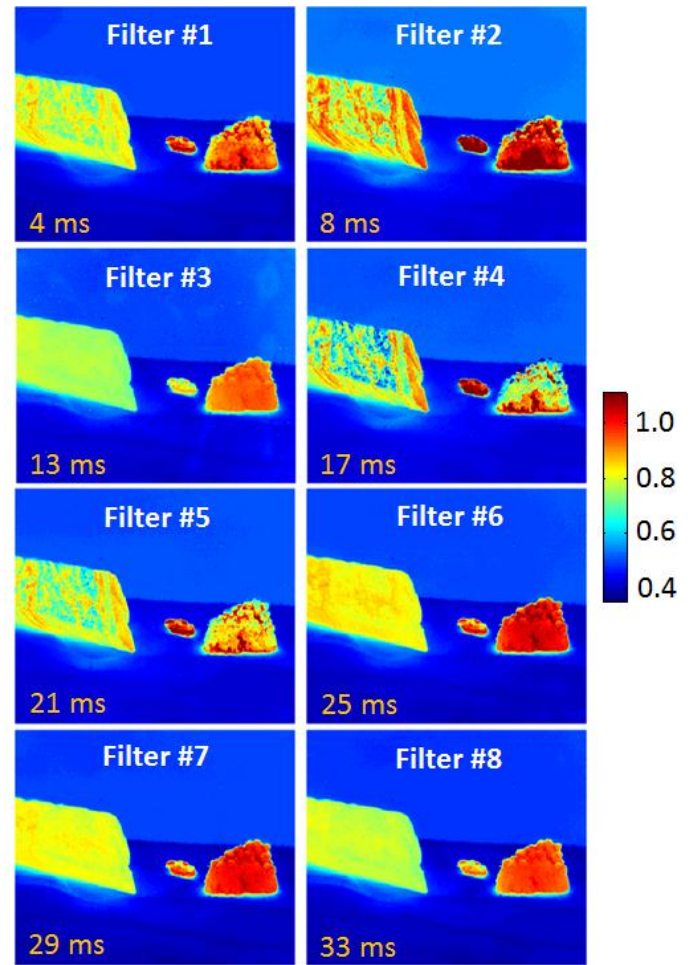 Filter #1
Filter #2
4 ms
8 ms
Filter #3
Filter #4
13 ms
17 ms
1.0
0.8
0.6
0.4
Filter #5
Filter #6
21 ms
25 ms
Filter #7
Filter #8
29 ms
33 ms